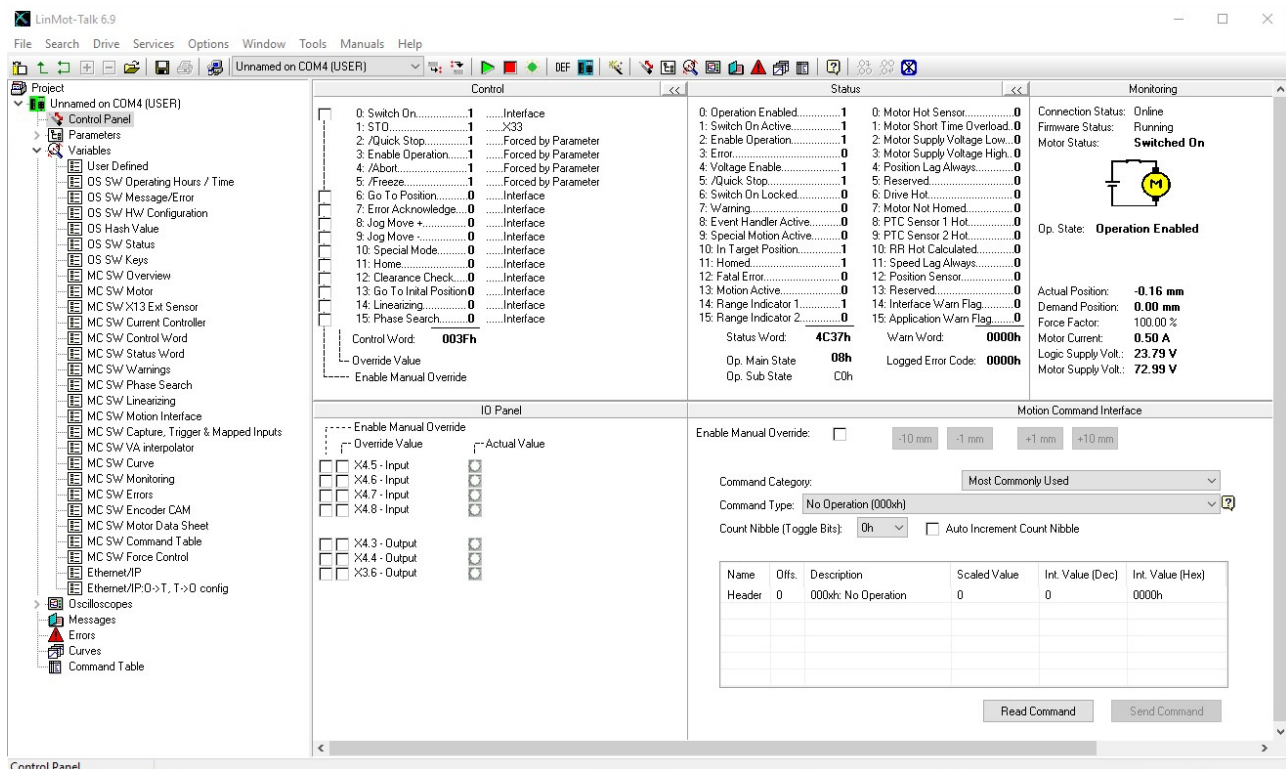 LinMot-Talk 6.9
File Search Drive Services Options Window Tools Manuals Help
Unnamed on COM4 (USER)
DEF
Project
Unnamed on COM4 (USER)
Control Panel
Parameters
Variables
User Defined
OS SW Operating Hours / Time
OS SW Message/Error
OS SW HW Configuration
OS Hash Value
OS SW Status
OS SW Keys
MC SW Overview
MC SW Motor
MC SW X13 Ext Sensor
MC SW Current Controller
MC SW Control Word
MC SW Status Word
MC SW Warnings
MC SW Phase Search
MC SW Linearizing
MC SW Motion Interface
MC SW Capture, Trigger & Mapped Inputs
MC SW VA interpolator
MC SW Curve
MC SW Monitoring
MC SW Errors
MC SW Encoder CAM
MC SW Motor Data Sheet
MC SW Command Table
MC SW Force Control
Ethernet/IP
Ethernet/IP:O->T, T->O config
Oscilloscopes
Messages
Errors
Curves
Command Table
Control <<
0: Switch On..................1 ......Interface
1: STO..........................1 ......X33
2: /Quick Stop..............1 ......Forced by Parameter
3: Enable Operation.......1 ......Forced by Parameter
4: /Abort.......................1 ......Forced by Parameter
5: /Freeze.....................1 ......Forced by Parameter
6: Go To Position...........0 ......Interface
7: Error Acknowledge....0 ......Interface
8: Jog Move +...............0 ......Interface
9: Jog Move -................0 ......Interface
10: Special Mode...........0 ......Interface
11: Home.......................0 ......Interface
12: Clearance Check.....0 ......Interface
13: Go To Inital Position 0 ......Interface
14: Linearizing...............0 ......Interface
15: Phase Search..........0 ......Interface
Control Word: 003Fh
Override Value
Enable Manual Override
Status <<
0: Operation Enabled..............1
1: Switch On Active................1
2: Enable Operation................1
3: Error...................................0
4: Voltage Enable...................1
5: /Quick Stop........................1
6: Switch On Locked..............0
7: Warning..............................0
8: Event Handler Active..........0
9: Special Motion Active.........0
10: In Target Position..............1
11: Homed..............................1
12: Fatal Error.........................0
13: Motion Active....................0
14: Range Indicator 1.............1
15: Range Indicator 2.............0
Status Word: 4C37h
Op. Main State 08h
Op. Sub State C0h
0: Motor Hot Sensor...............0
1: Motor Short Time Overload..0
2: Motor Supply Voltage Low...0
3: Motor Supply Voltage High..0
4: Position Lag Always............0
5: Reserved...........................0
6: Drive Hot............................0
7: Motor Not Homed...............0
8: PTC Sensor 1 Hot...............0
9: PTC Sensor 2 Hot...............0
10: RR Hot Calculated............0
11: Speed Lag Always............0
12: Position Sensor.................0
13: Reserved.........................0
14: Interface Warn Flag...........0
15: Application Warn Flag........0
Warn Word: 0000h
Logged Error Code: 0000h
Monitoring
Connection Status: Online
Firmware Status: Running
Motor Status: Switched On
M
Op. State: Operation Enabled
Actual Position: -0.16 mm
Demand Position: 0.00 mm
Force Factor: 100.00 %
Motor Current: 0.50 A
Logic Supply Volt.: 23.79 V
Motor Supply Volt.: 72.99 V
IO Panel
Enable Manual Override
Override Value Actual Value
X4.5 - Input
X4.6 - Input
X4.7 - Input
X4.8 - Input
X4.3 - Output
X4.4 - Output
X3.6 - Output
Motion Command Interface
Enable Manual Override: -10 mm -1 mm +1 mm +10 mm
Command Category: Most Commonly Used
Command Type: No Operation (000xh)
Count Nibble (Toggle Bits): 0h Auto Increment Count Nibble
Name Offs. Description Scaled Value Int. Value (Dec) Int. Value (Hex)
Header 0 000xh: No Operation 0 0 0000h
Read Command Send Command
Control Panel